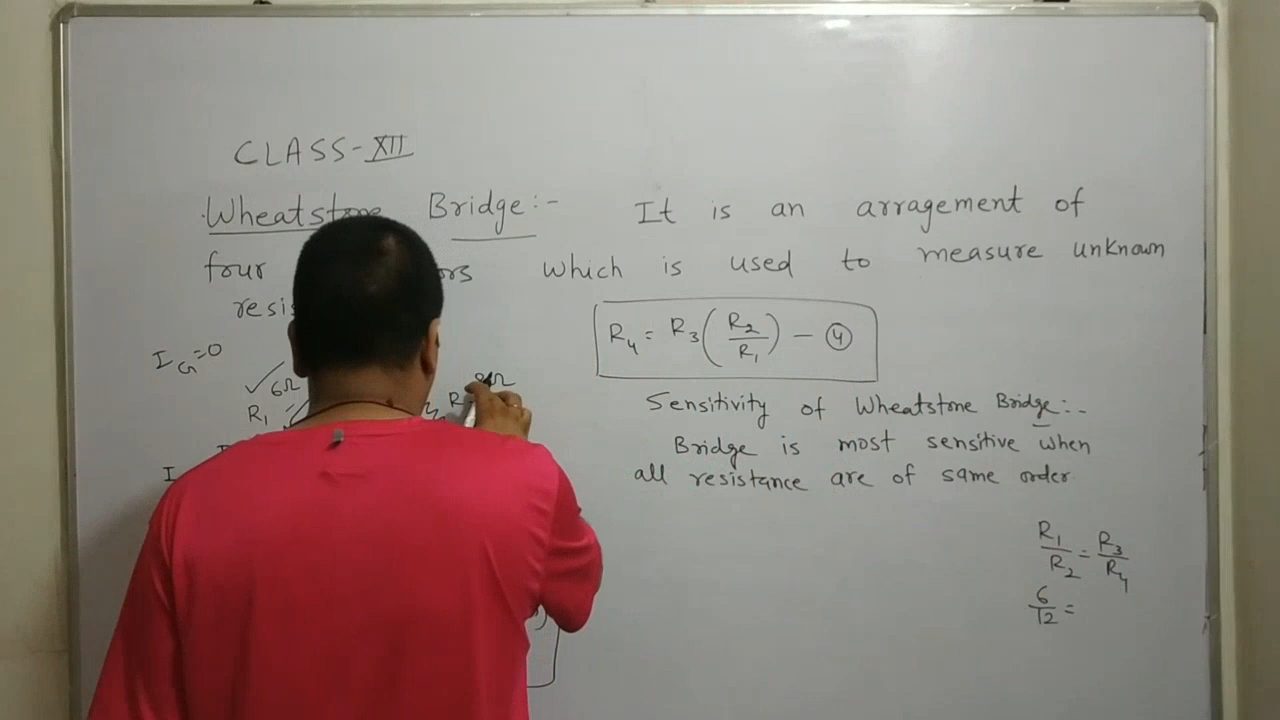 CLASS-XII
Wheatstone Bridge:- It is an arragement of
four which is used to measure unknown
R₄ = R₃(R₂/R₁) — ④
I_G=0
6Ω
R₁
I
Sensitivity of Wheatstone Bridge:-
Bridge is most sensitive when
all resistance are of same order
R₁/R₂ = R₃/R₄
6/12 =